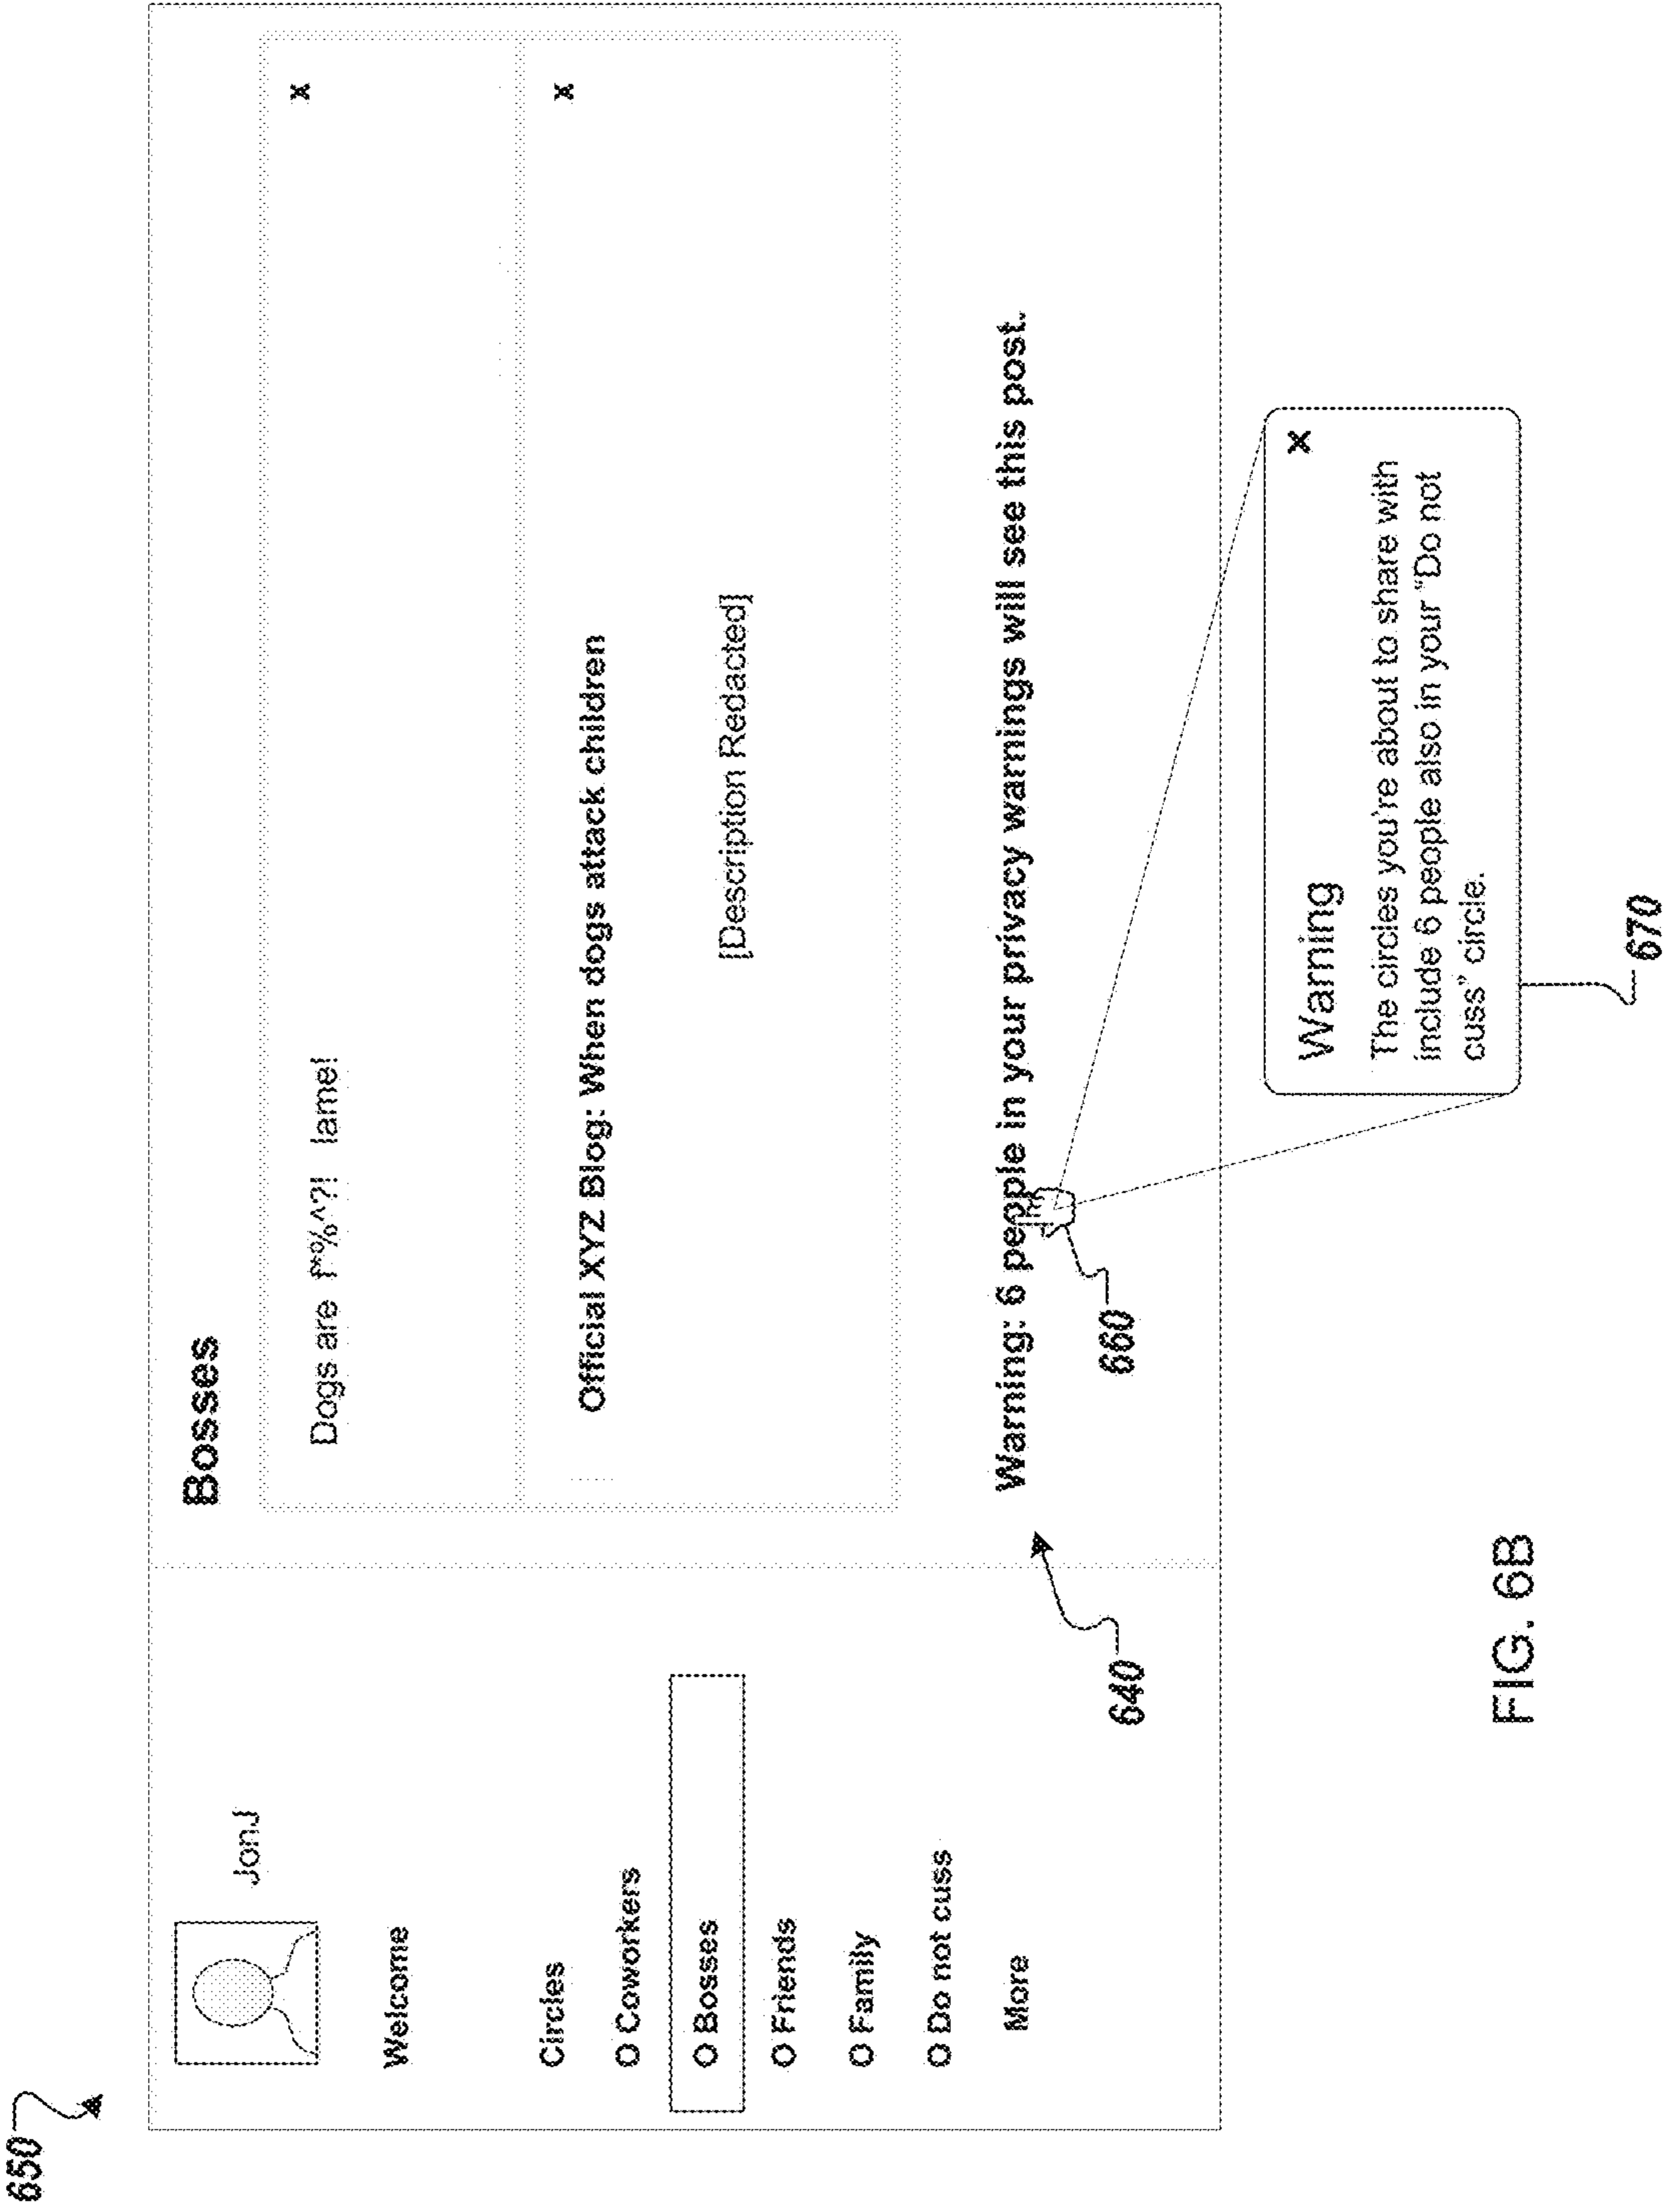 650
JonJ
Welcome
Circles
O Coworkers
O Bosses
O Friends
O Family
O Do not cuss
More
Bosses
Dogs are f*%^?! lame!
x
Official XYZ Blog: When dogs attack children
x
[Description Redacted]
Warning: 6 people in your privacy warnings will see this post.
640
660
Warning
x
The circles you're about to share with
include 6 people also in your "Do not
cuss" circle.
670
FIG. 6B